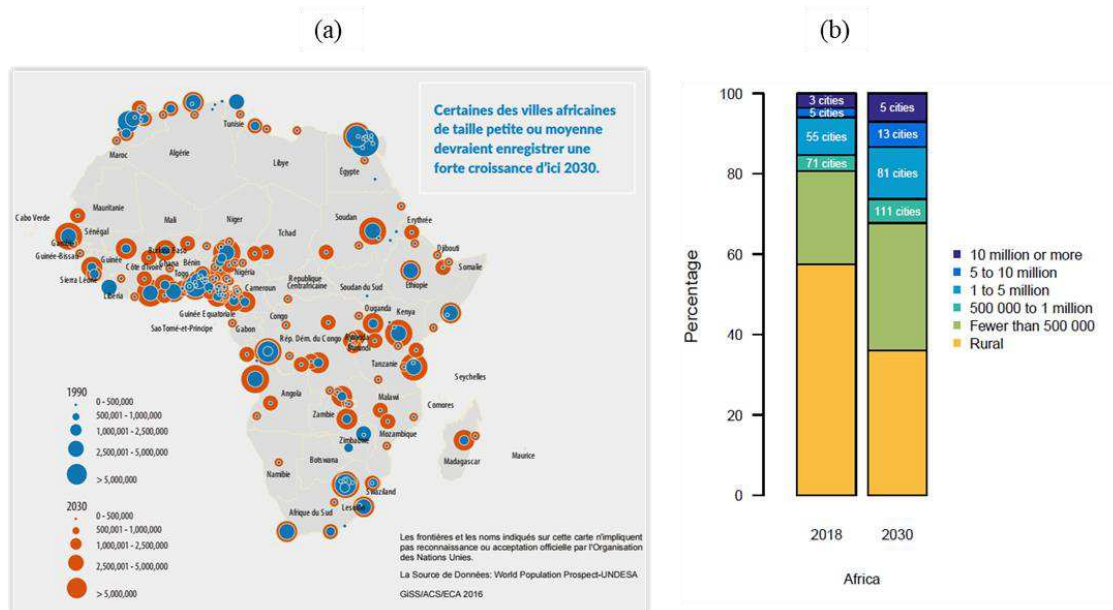 (a)
(b)
Certaines des villes africaines
de taille petite ou moyenne
devraient enregistrer une
forte croissance d'ici 2030.
Tunisie
Maroc
Algérie
Libye
Égypte
Cabo Verde
Mauritanie
Mali
Niger
Tchad
Soudan
Érythrée
Sénégal
Gambie
Guinée-Bissau
Guinée
Burkina Faso
Djibouti
Sierra Leone
Côte d'Ivoire
Ghana
Togo
Bénin
Nigéria
Cameroun
Republique
Centrafricaine
Soudan du Sud
Ethiopie
Somalie
Libéria
Guinée Equatoriale
Sao Tomé-et-Principe
Gabon
Congo
Rép. Dém. du Congo
Ouganda
Kenya
Rwanda
Burundi
Tanzanie
Seychelles
Angola
Zambie
Malawi
Comores
Mozambique
Zimbabwe
Madagascar
Maurice
Namibie
Botswana
Swaziland
Lesotho
Afrique du Sud
1990
0 - 500,000
500,001 - 1,000,000
1,000,001 - 2,500,000
2,500,001 - 5,000,000
> 5,000,000
2030
0 - 500,000
500,001 - 1,000,000
1,000,001 - 2,500,000
2,500,001 - 5,000,000
> 5,000,000
Les frontières et les noms indiqués sur cette carte n'impliquent
pas reconnaissance ou acceptation officielle par l'Organisation
des Nations Unies.
La Source de Données: World Population Prospect-UNDESA
GiSS/ACS/ECA 2016
Percentage
100
80
60
40
20
0
3 cities
5 cities
55 cities
71 cities
5 cities
13 cities
81 cities
111 cities
2018
2030
Africa
10 million or more
5 to 10 million
1 to 5 million
500 000 to 1 million
Fewer than 500 000
Rural